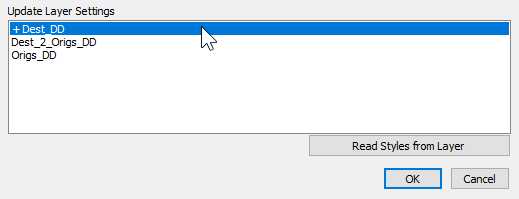 Update Layer Settings
+Dest_DD
Dest_2_Origs_DD
Origs_DD
Read Styles from Layer
OK
Cancel